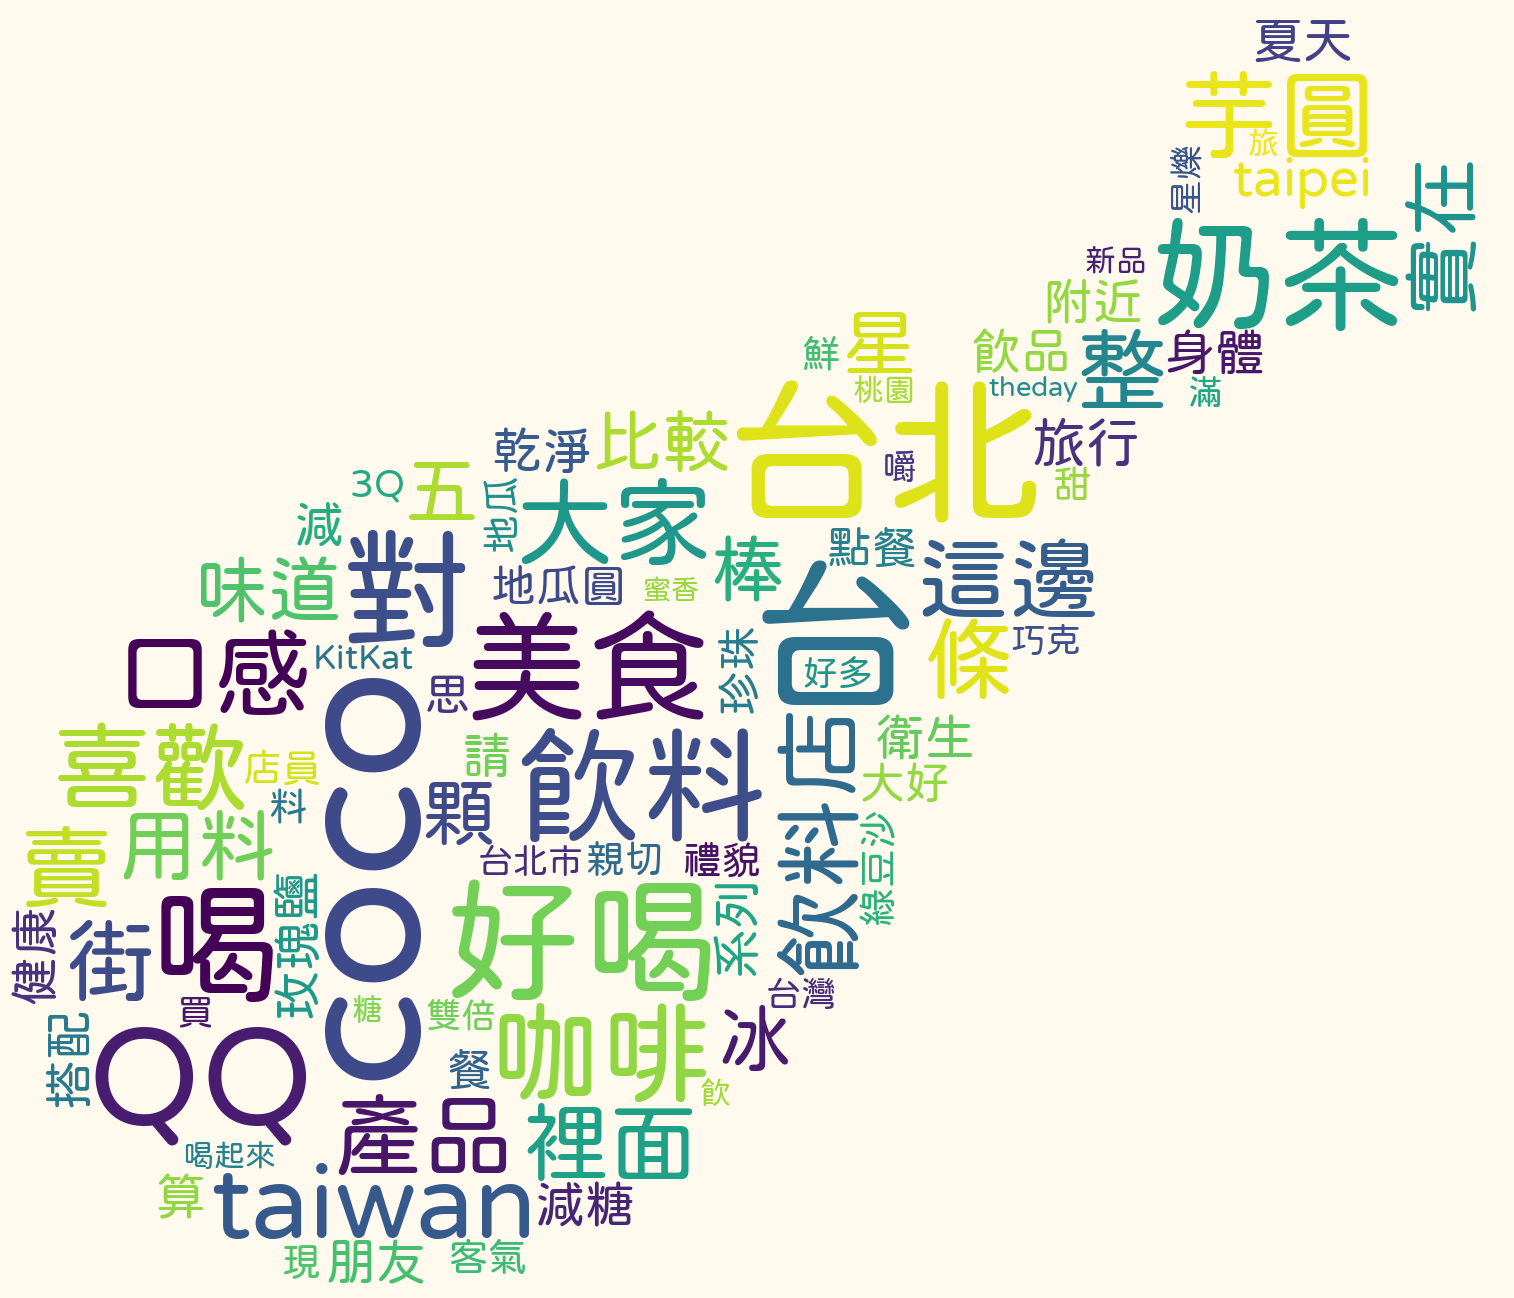 夏天
芋圓
旅
taipei
星爍
實在
奶茶
新品
附近
鮮
星
飲品
整
身體
桃園
theday
滿
台北
比較
乾淨
嚼
旅行
甜
3Q
五
地瓜
大家
減
對
棒
點餐
這邊
味道
地瓜圓
蜜香
台
口感
KitKat
美食
珍珠
好多
條
巧克
思
COCO
喜歡
店員
請
飲料
飲料店
衛生
大好
料
顆
用料
賣
台北市
親切
禮貌
綠豆沙
健康
街
喝
玫瑰鹽
好喝
系列
買
糖
雙倍
咖啡
台灣
冰
搭配
QQ
餐
飲
喝起來
產品
裡面
算
taiwan
減糖
現
朋友
客氣